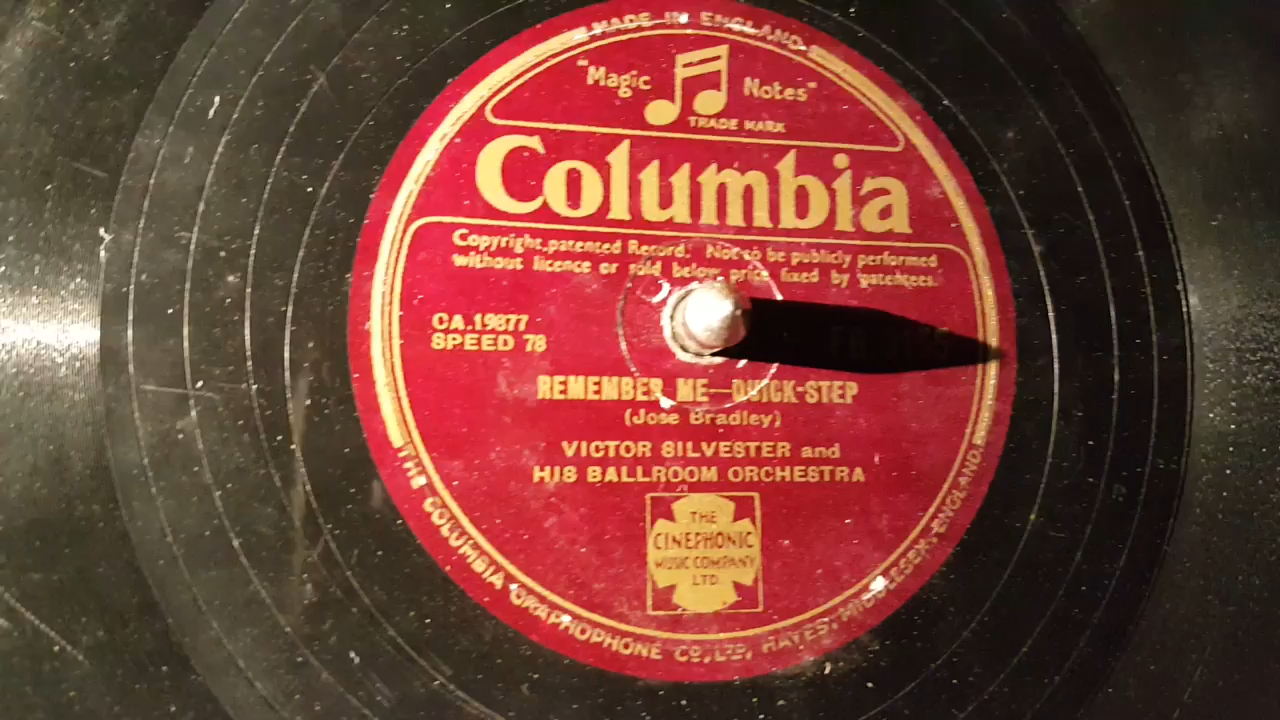 MADE IN ENGLAND
"Magic Notes"
TRADE MARK
Columbia
Copyright, patented Record. Not to be publicly performed
without licence or sold below price fixed by patentees.
CA.19877
SPEED 78
REMEMBER ME—QUICK-STEP
(Jose Bradley)
VICTOR SILVESTER and
HIS BALLROOM ORCHESTRA
THE
CINEPHONIC
MUSIC COMPANY
LTD.
THE COLUMBIA GRAPHOPHONE CO., LTD, HAYES, MIDDLESEX, ENGLAND.